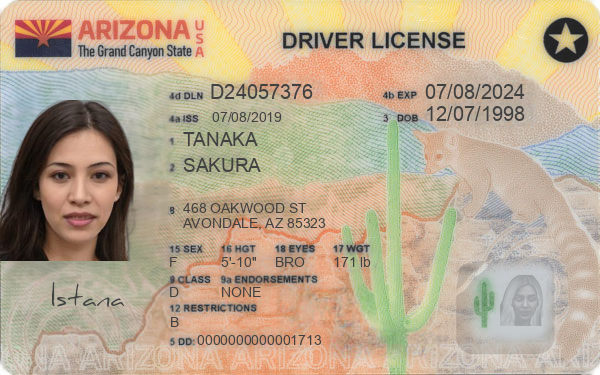 ARIZONA USA
The Grand Canyon State
DRIVER LICENSE
4d DLN D24057376
4b EXP 07/08/2024
4a ISS 07/08/2019
3 DOB 12/07/1998
1 TANAKA
2 SAKURA
8 468 OAKWOOD ST
AVONDALE, AZ 85323
15 SEX 16 HGT 18 EYES 17 WGT
F 5'-10" BRO 171 lb
9 CLASS 9a ENDORSEMENTS
D NONE
12 RESTRICTIONS
B
5 DD: 0000000000001713
Istana
ARIZONA ARIZONA ARIZONA ARIZONA